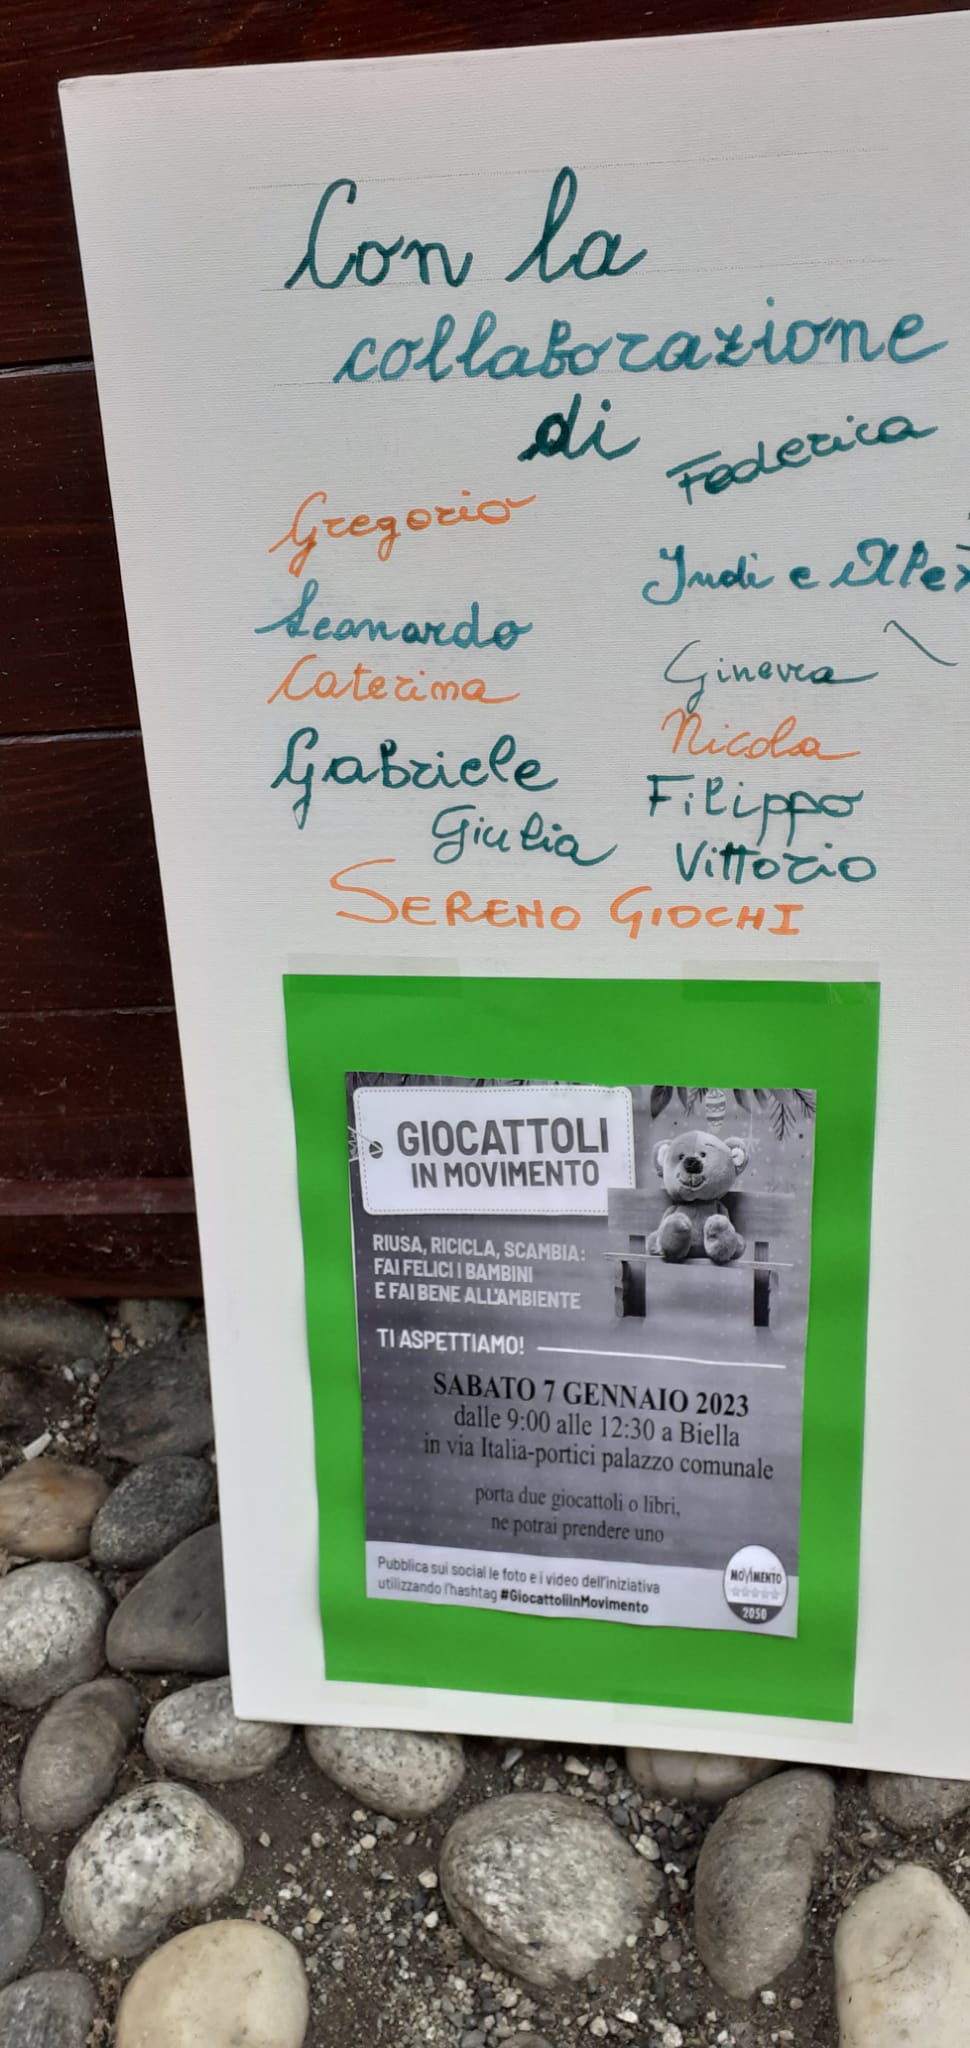 Con la
collaborazione
di
Federica
Gregorio
Leonardo
Caterina
Gabriele
Giulia
Judi e
Ginevra
Nicola
Filippo
Vittorio
SERENO GIOCHI
GIOCATTOLI
IN MOVIMENTO
RIUSA, RICICLA, SCAMBIA:
FAI FELICI I BAMBINI
E FAI BENE ALL'AMBIENTE
TI ASPETTIAMO!
SABATO 7 GENNAIO 2023
dalle 9:00 alle 12:30 a Biella
in via Italia-portici palazzo comunale
porta due giocattoli o libri,
ne potrai prendere uno
Pubblica sui social le foto e i video dell'iniziativa
utilizzando l'hashtag #GiocattoliInMovimento
MOVIMENTO
2050